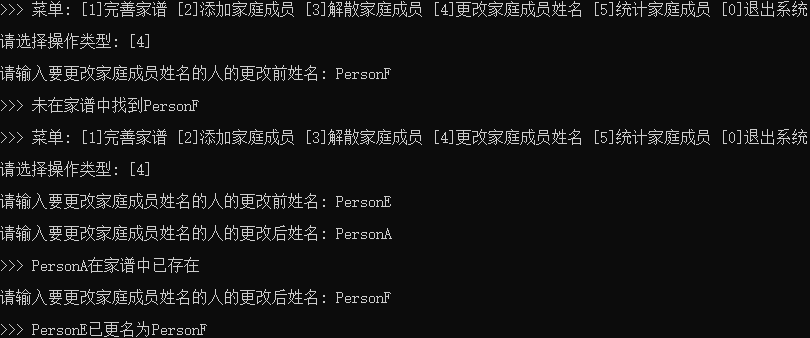 >>> 菜单: [1]完善家谱 [2]添加家庭成员 [3]解散家庭成员 [4]更改家庭成员姓名 [5]统计家庭成员 [0]退出系统
请选择操作类型: [4]
请输入要更改家庭成员姓名的人的更改前姓名: PersonF
>>> 未在家谱中找到PersonF
>>> 菜单: [1]完善家谱 [2]添加家庭成员 [3]解散家庭成员 [4]更改家庭成员姓名 [5]统计家庭成员 [0]退出系统
请选择操作类型: [4]
请输入要更改家庭成员姓名的人的更改前姓名: PersonE
请输入要更改家庭成员姓名的人的更改后姓名: PersonA
>>> PersonA在家谱中已存在
请输入要更改家庭成员姓名的人的更改后姓名: PersonF
>>> PersonE已更名为PersonF